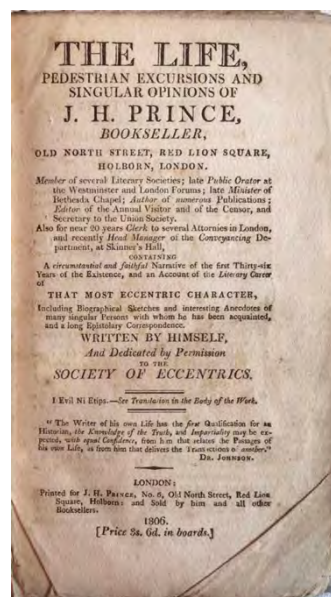 THE LIFE,
PEDESTRIAN EXCURSIONS AND
SINGULAR OPINIONS OF
J. H. PRINCE,
BOOKSELLER,
OLD NORTH STREET, RED LION SQUARE,
HOLBORN, LONDON.
Member of several Literary Societies; late Public Orator at
the Westminster and London Forums; late Minister of
Bethesda Chapel; Author of numerous Publications;
Editor of the Annual Visitor and of the Censor, and
Secretary to the Union Society.
Also for near 20 years Clerk to several Attornies in London,
and recently Head Manager of the Conveyancing De-
partment, at Skinner's Hall,
CONTAINING
A circumstantial and faithful Narrative of the first Thirty-six
Years of his Existence, and an Account of the Literary Career
of
THAT MOST ECCENTRIC CHARACTER,
Including Biographical Sketches and interesting Anecdotes of
many singular Persons with whom he has been acquainted,
and a long Epistolary Correspondence.
WRITTEN BY HIMSELF,
And Dedicated by Permission
TO THE
SOCIETY OF ECCENTRICS.
I Evil Ni Etips.—See Translation in the Body of the Work.
"The Writer of his own Life has the first Qualification for an
Historian, the Knowledge of the Truth, and Impartiality may be ex-
pected, with equal Confidence, from him that relates the Passages of
his own Life, as from him that delivers the Transactions of another."
DR. JOHNSON.
LONDON:
Printed for J. H. PRINCE, No. 6, Old North Street, Red Lion
Square, Holborn: and Sold by him and all other
Booksellers.
1806.
[Price 3s. 6d. in boards.]